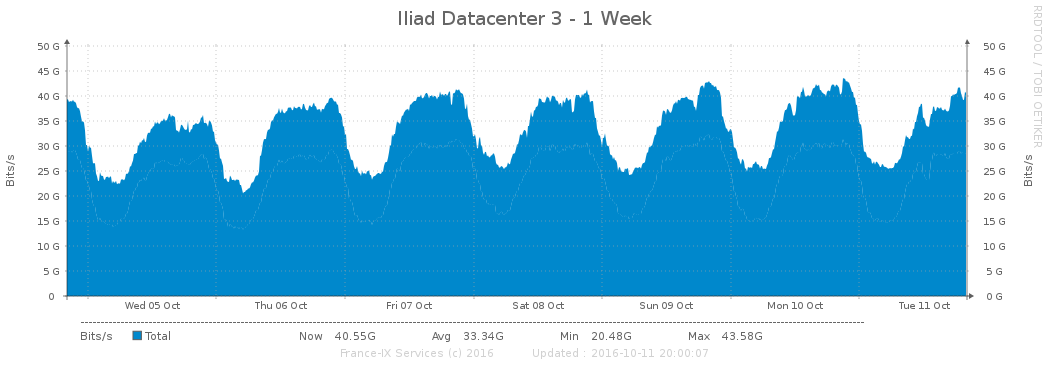 Iliad Datacenter 3 - 1 Week
RRDTOOL / TOBI OETIKER
Bits/s
50 G
45 G
40 G
35 G
30 G
25 G
20 G
15 G
10 G
5 G
0
50 G
45 G
40 G
35 G
30 G
25 G
20 G
15 G
10 G
5 G
0 G
Bits/s
Wed 05 Oct Thu 06 Oct Fri 07 Oct Sat 08 Oct Sun 09 Oct Mon 10 Oct Tue 11 Oct
Bits/s Total Now 40.55G Avg 33.34G Min 20.48G Max 43.58G
France-IX Services (c) 2016 Updated : 2016-10-11 20:00:07